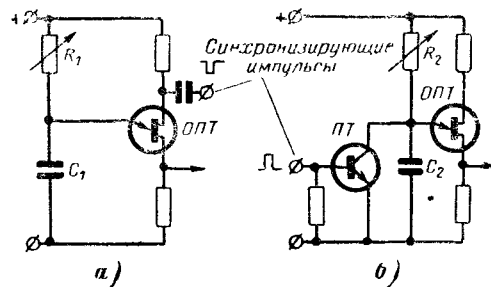 +
R₁
C₁
ОПТ
Синхронизирующие
импульсы
+
R₂
ОПТ
ПТ
C₂
а)
б)